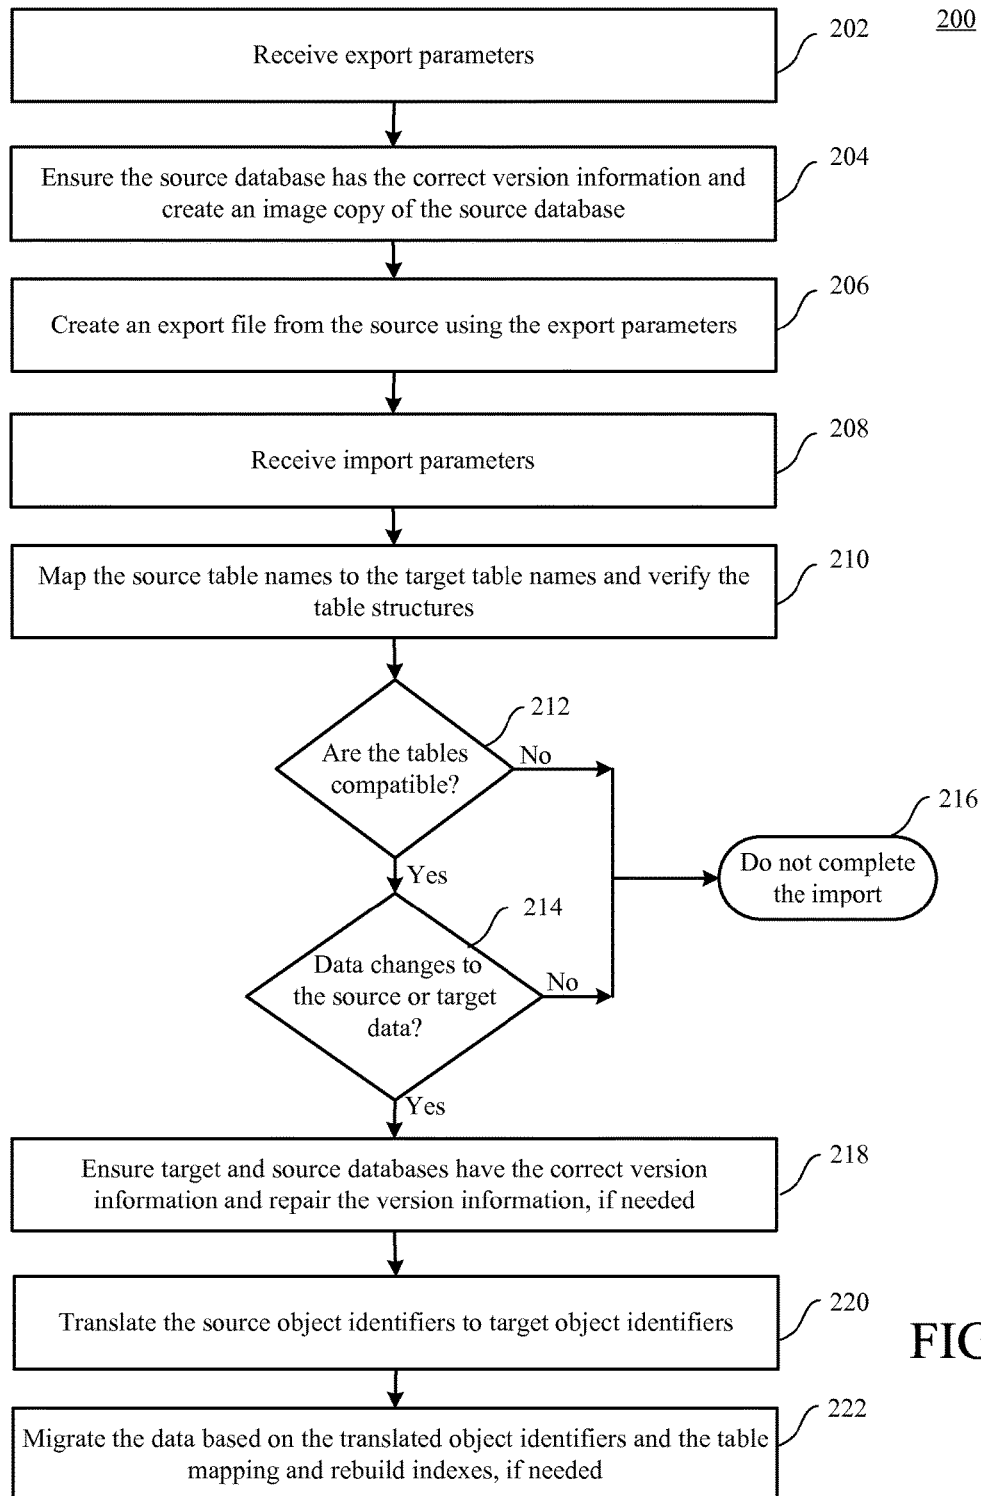 200
Receive export parameters
202
Ensure the source database has the correct version information and
create an image copy of the source database
204
Create an export file from the source using the export parameters
206
Receive import parameters
208
Map the source table names to the target table names and verify the
table structures
210
Are the tables
compatible?
212
No
Yes
Do not complete
the import
216
Data changes to
the source or target
data?
214
No
Yes
Ensure target and source databases have the correct version
information and repair the version information, if needed
218
Translate the source object identifiers to target object identifiers
220
FIG
Migrate the data based on the translated object identifiers and the table
mapping and rebuild indexes, if needed
222